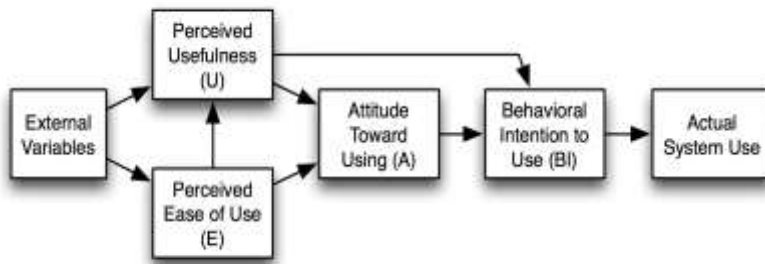 Perceived
Usefulness
(U)
External
Variables
Perceived
Ease of Use
(E)
Attitude
Toward
Using (A)
Behavioral
Intention to
Use (BI)
Actual
System Use